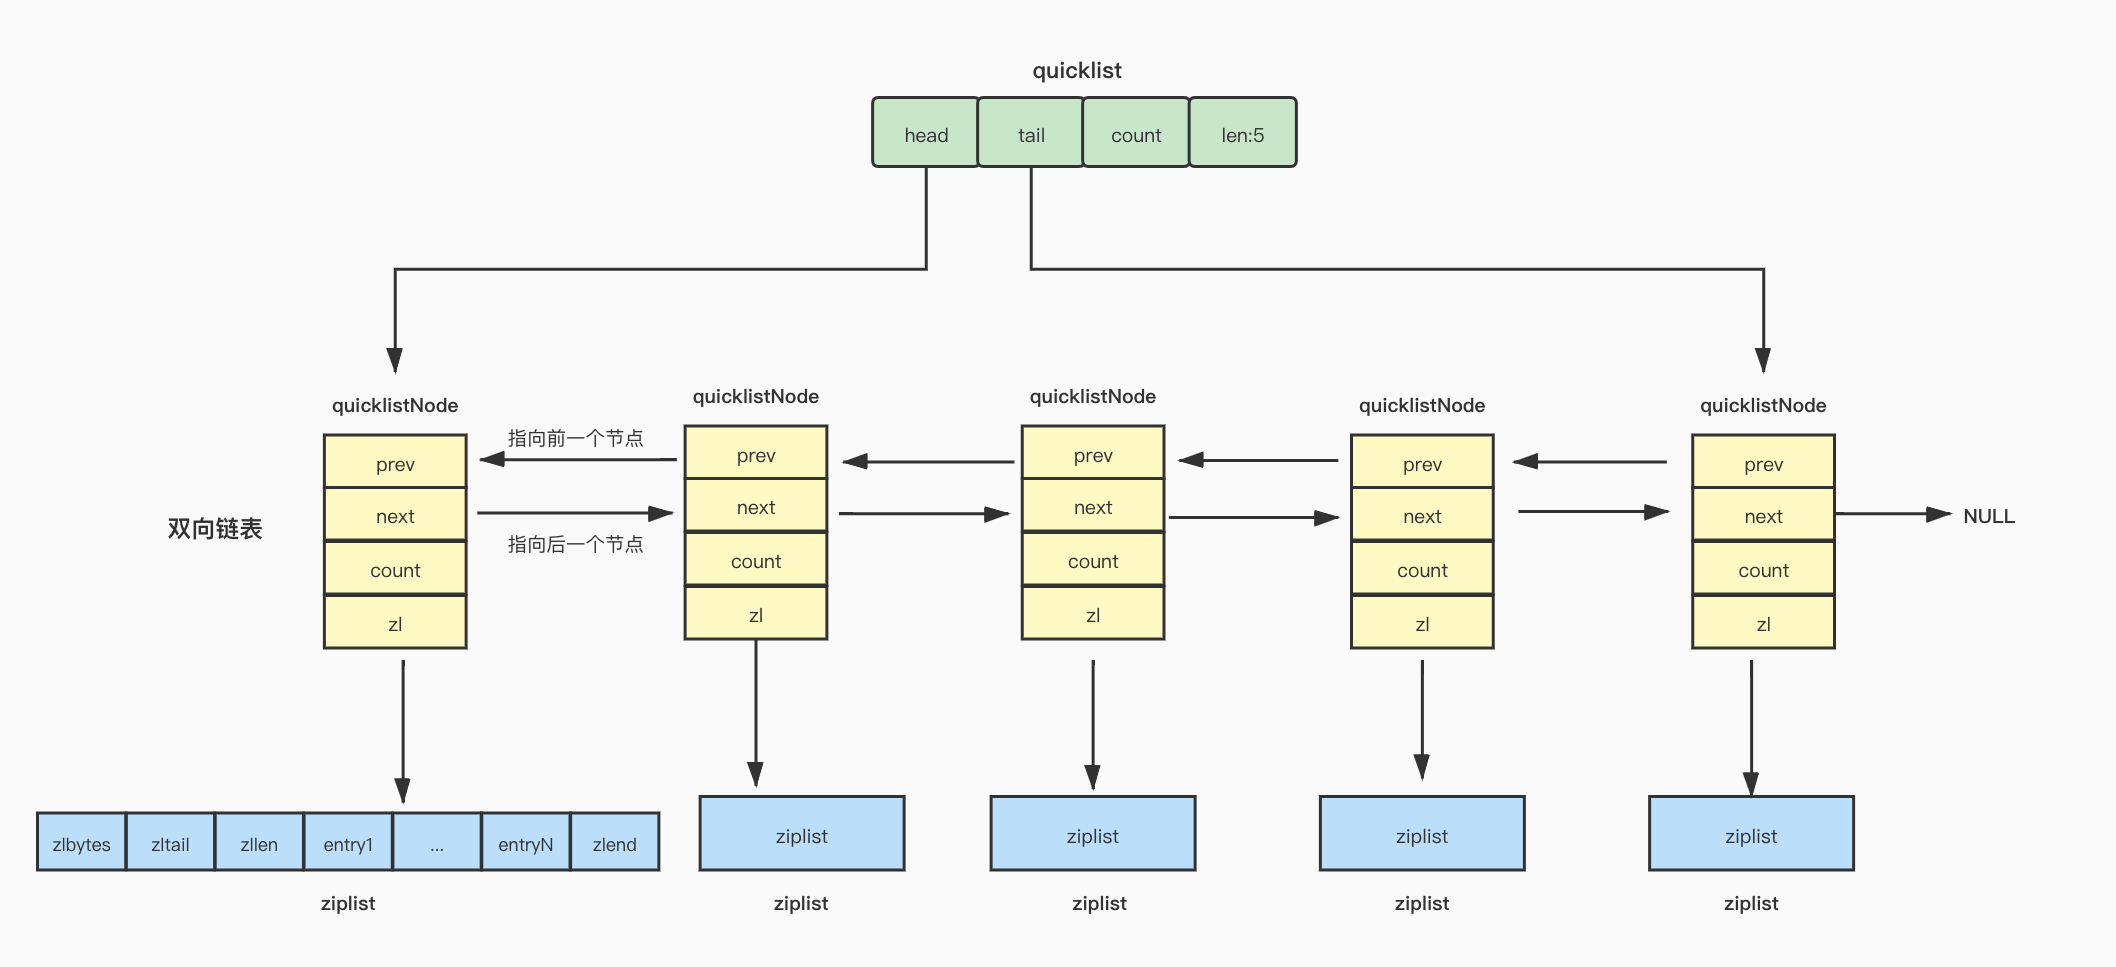 quicklist
head
tail
count
len:5
quicklistNode
quicklistNode
quicklistNode
quicklistNode
quicklistNode
指向前一个节点
prev
prev
prev
prev
prev
双向链表
next
next
next
next
next
NULL
指向后一个节点
count
count
count
count
count
zl
zl
zl
zl
zl
zlbytes
zltail
zllen
entry1
...
entryN
zlend
ziplist
ziplist
ziplist
ziplist
ziplist
ziplist
ziplist
ziplist
ziplist